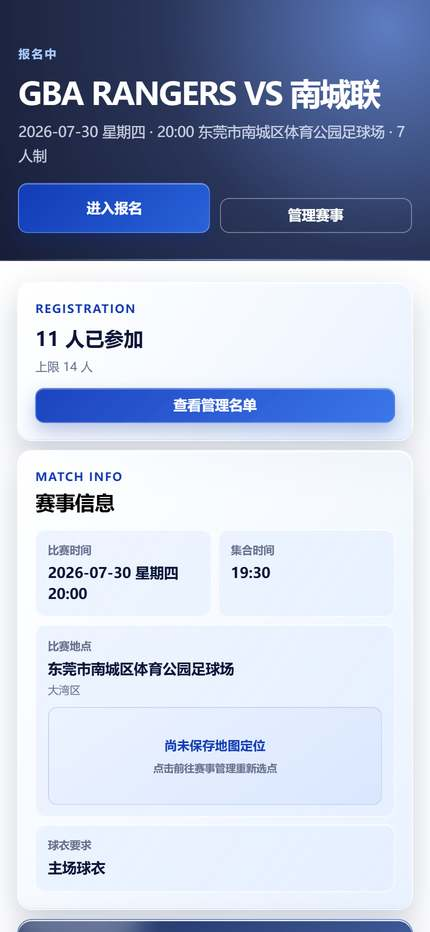 报名中
GBA RANGERS VS 南城联
2026-07-30 星期四 · 20:00 东莞市南城区体育公园足球场 · 7
人制
进入报名
管理赛事
REGISTRATION
11 人已参加
上限 14 人
查看管理名单
MATCH INFO
赛事信息
比赛时间
2026-07-30 星期四
20:00
集合时间
19:30
比赛地点
东莞市南城区体育公园足球场
大湾区
尚未保存地图定位
点击前往赛事管理重新选点
球衣要求
主场球衣